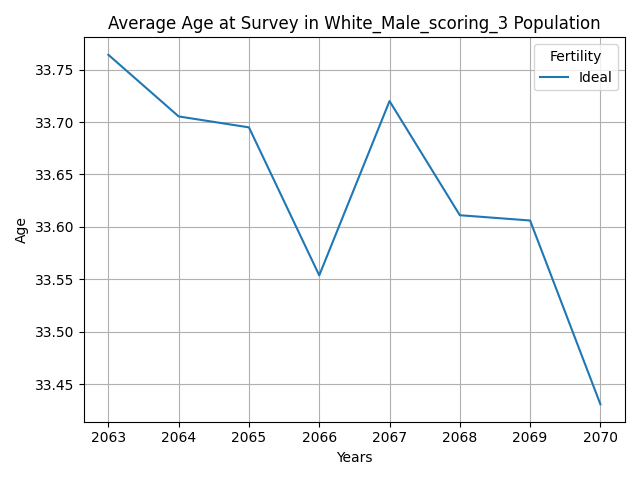 Average Age at Survey in White_Male_scoring_3 Population
Fertility
Ideal
33.75
33.70
33.65
33.60
33.55
33.50
33.45
Age
2063 2064 2065 2066 2067 2068 2069 2070
Years